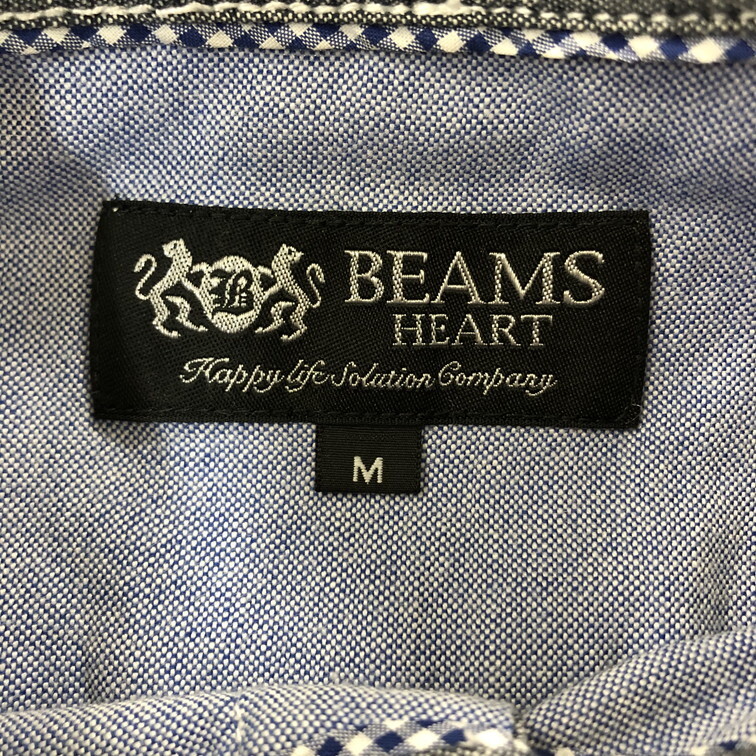 B
BEAMS
HEART
Happy life Solution Company
M